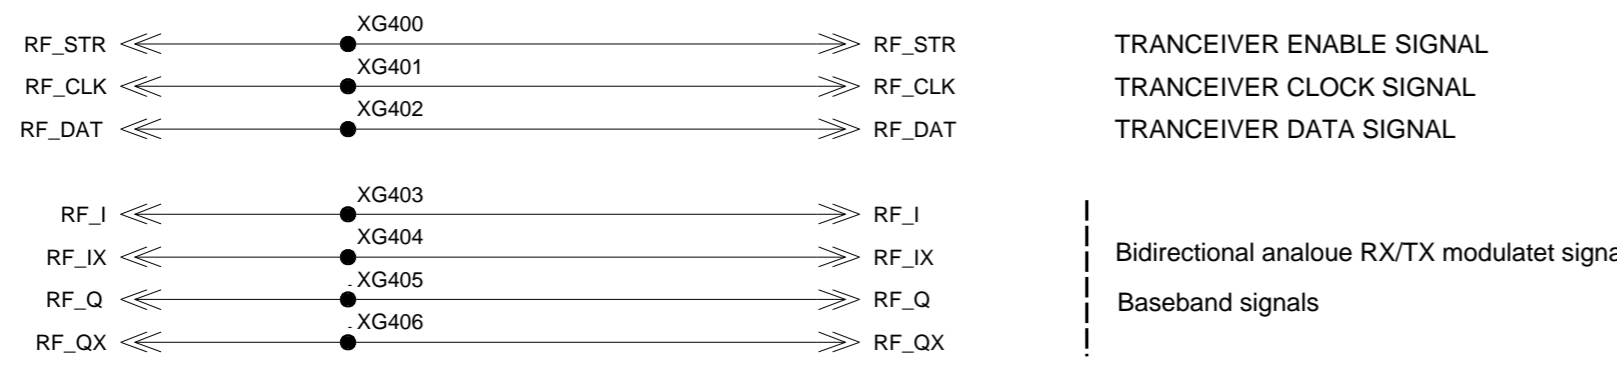 XG400
RF_STR RF_STR TRANCEIVER ENABLE SIGNAL
XG401
RF_CLK RF_CLK TRANCEIVER CLOCK SIGNAL
XG402
RF_DAT RF_DAT TRANCEIVER DATA SIGNAL
XG403
RF_I RF_I
XG404
RF_IX RF_IX Bidirectional analoue RX/TX modulatet signa
XG405
RF_Q RF_Q Baseband signals
XG406
RF_QX RF_QX